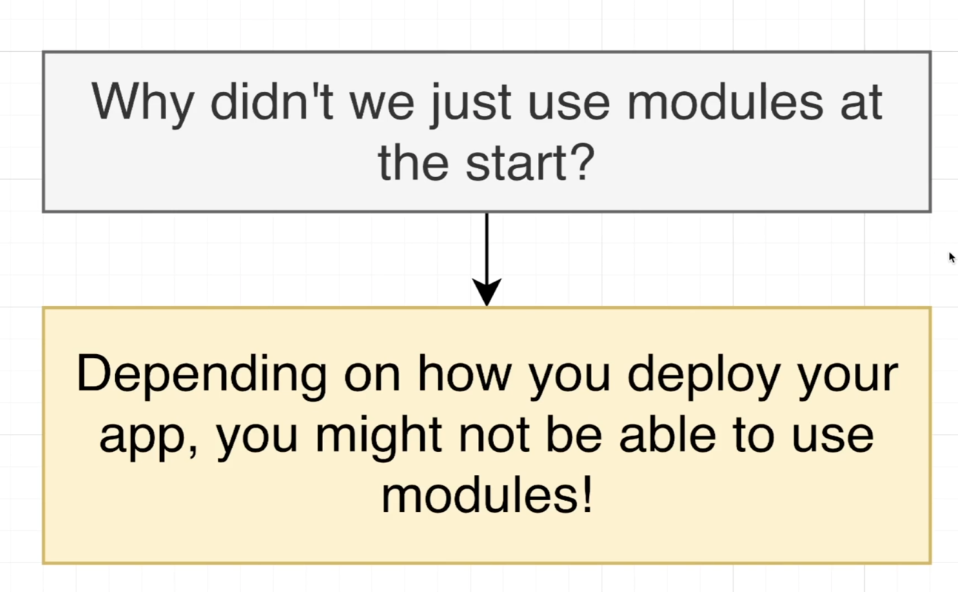 Why didn't we just use modules at
the start?
Depending on how you deploy your
app, you might not be able to use
modules!